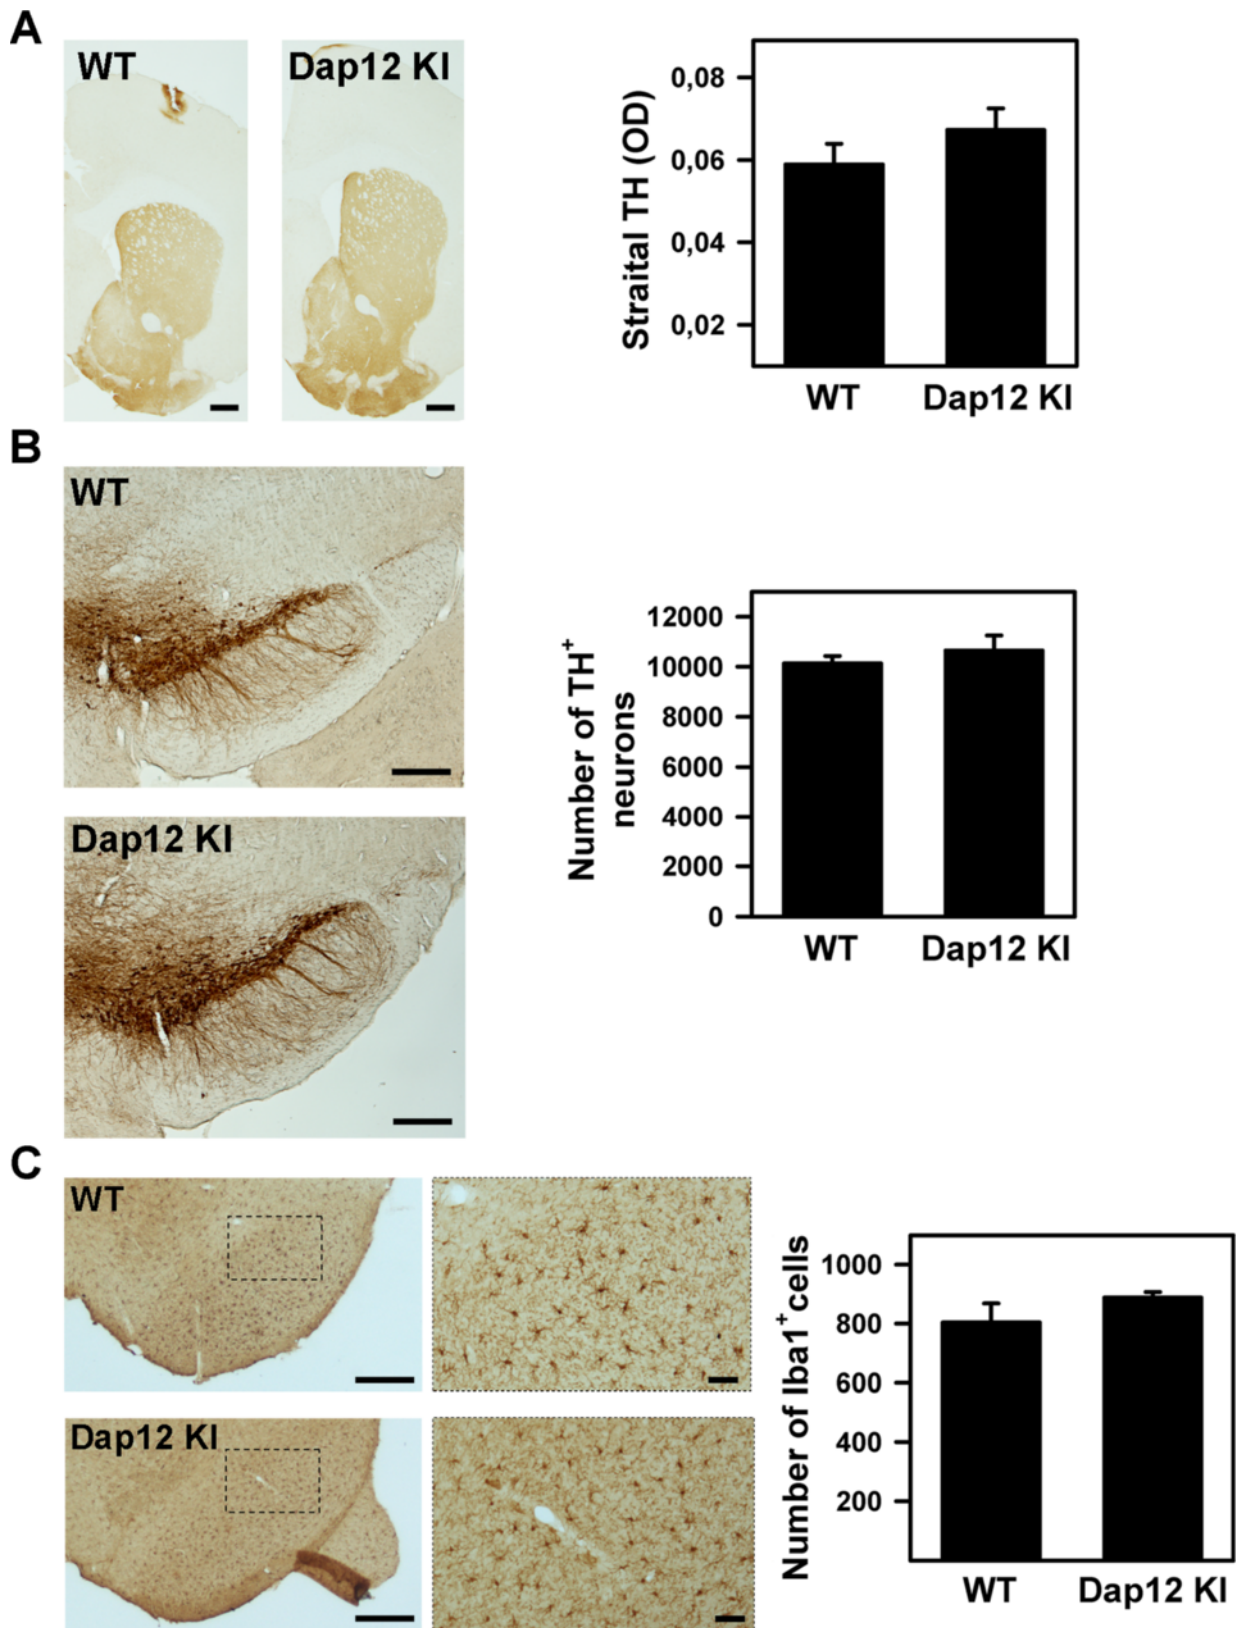 A
WT
Dap12 KI
Straital TH (OD)
0,08
0,06
0,04
0,02
WT
Dap12 KI
B
WT
Dap12 KI
Number of TH+
neurons
12000
10000
8000
6000
4000
2000
0
WT
Dap12 KI
C
WT
Dap12 KI
Number of Iba1+cells
1000
800
600
400
200
WT
Dap12 KI